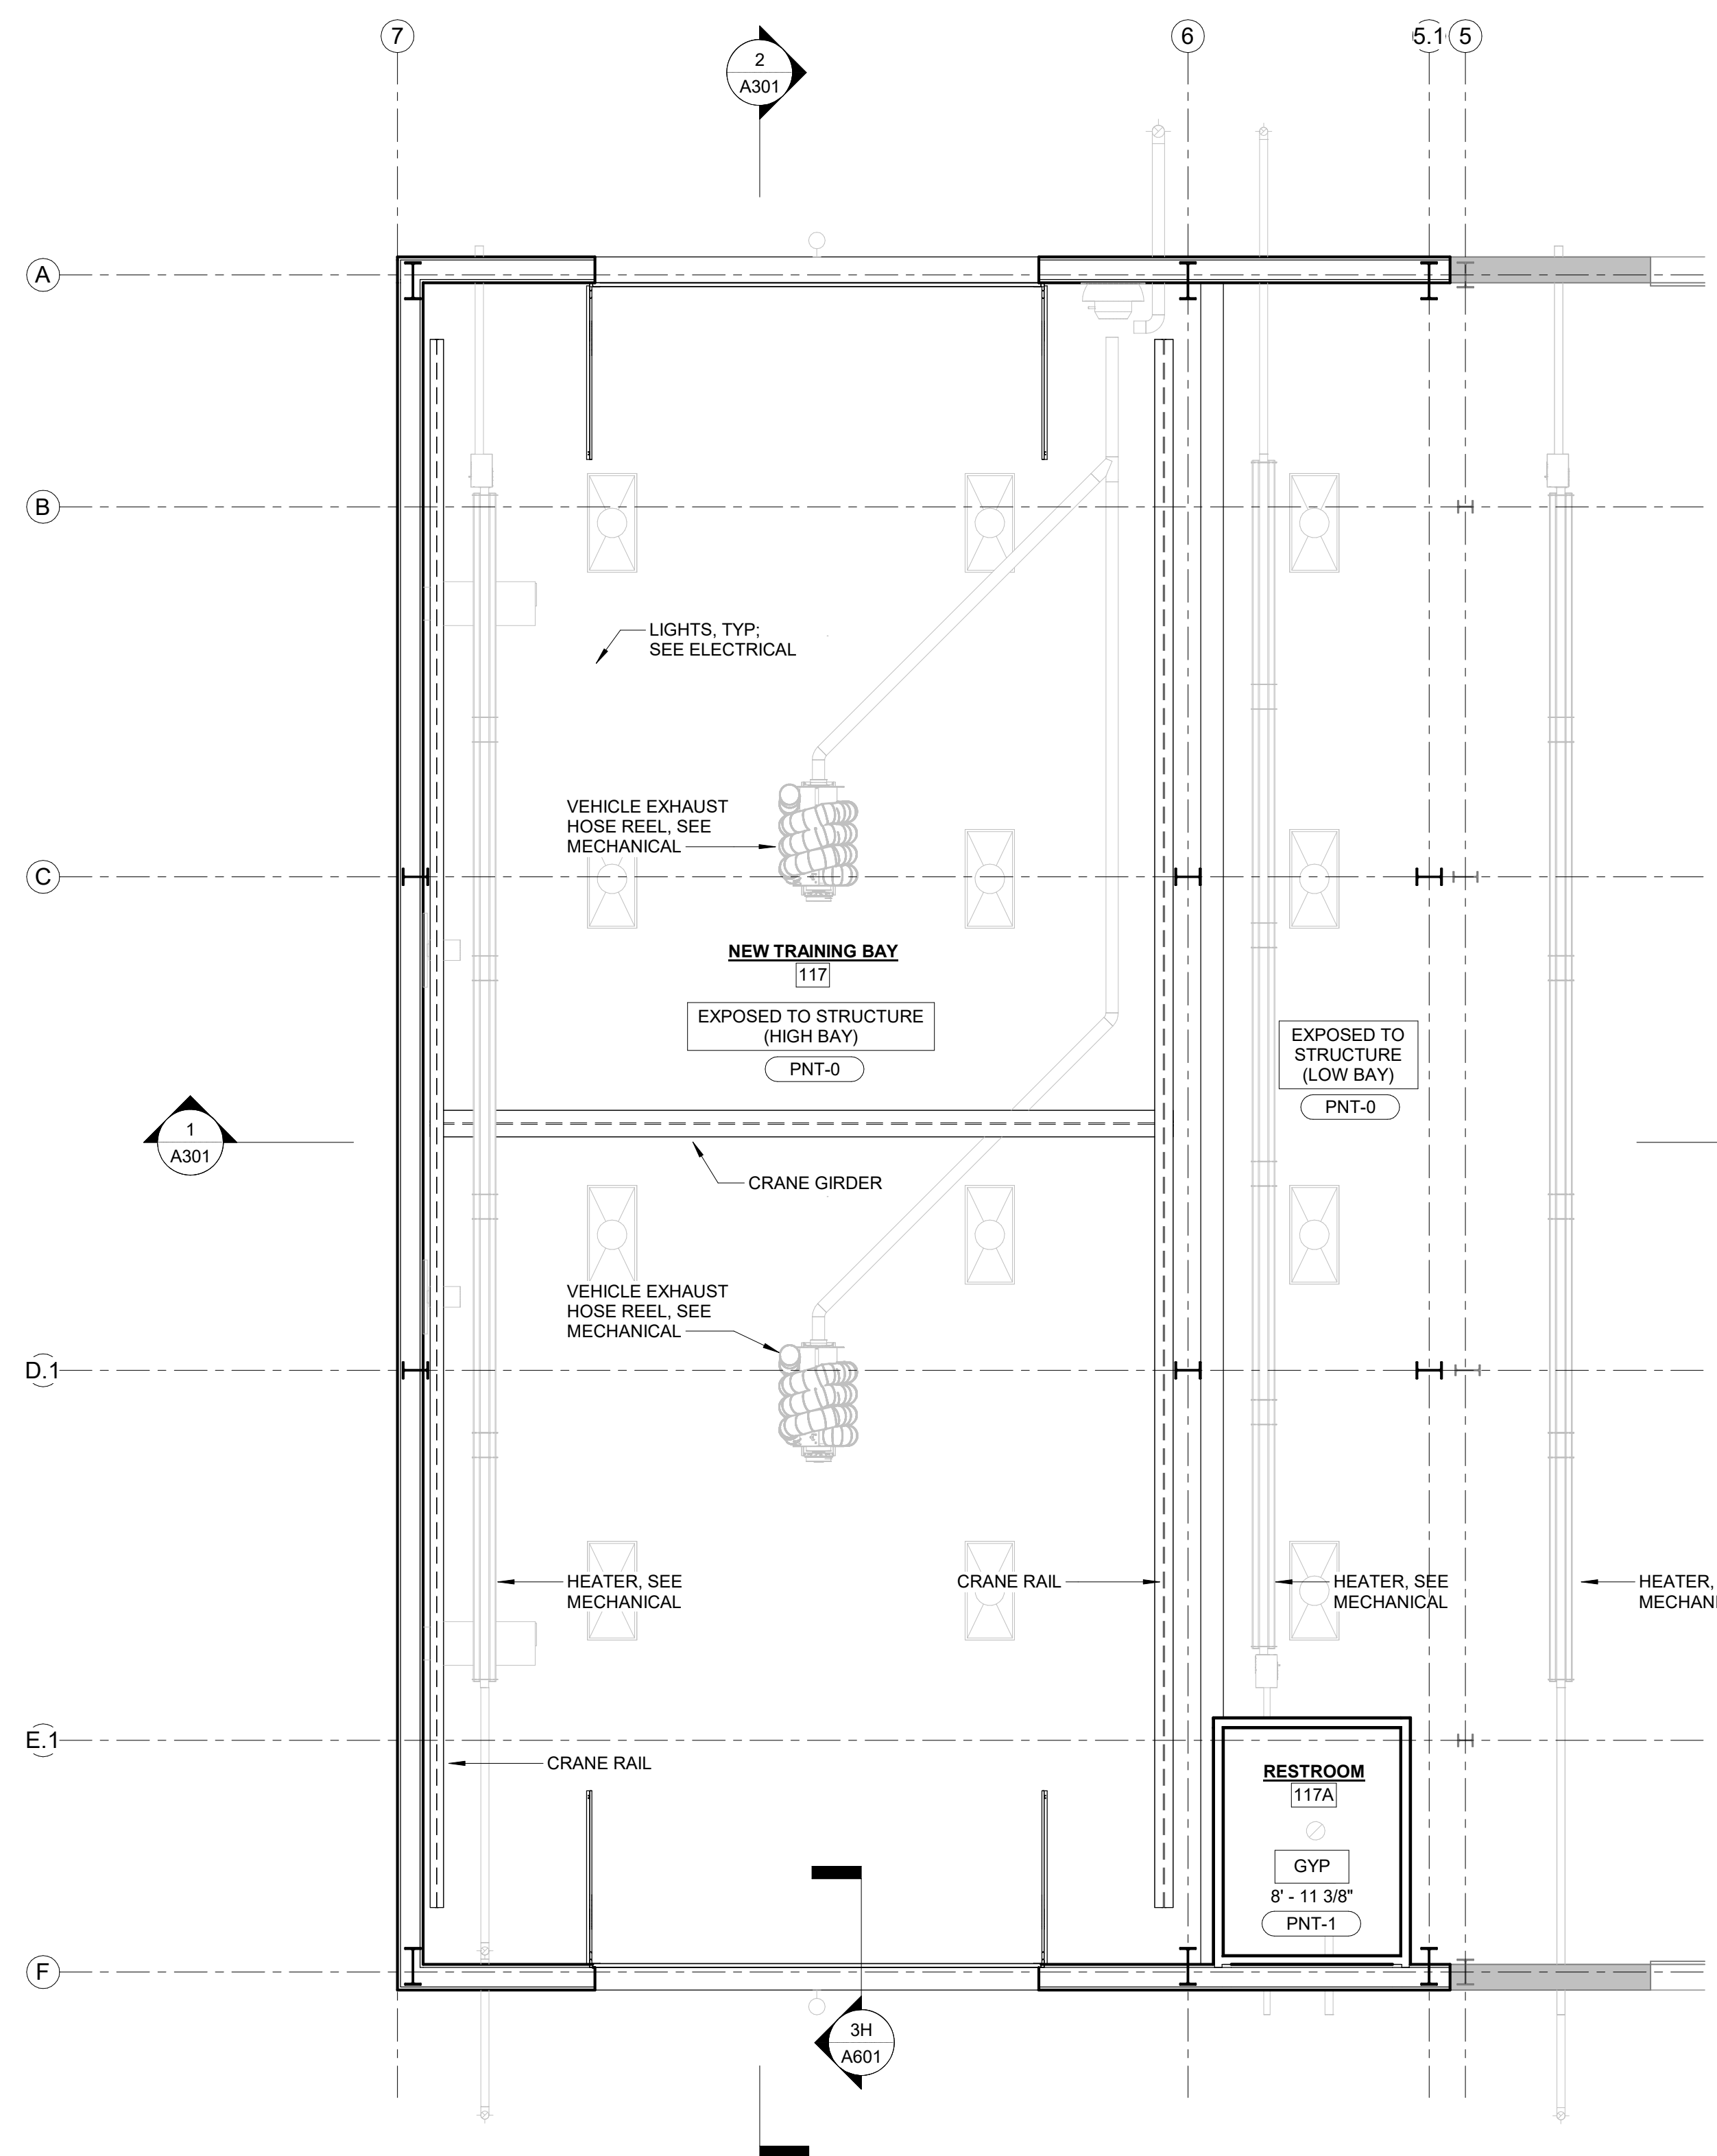 7
6
5.1
5
2
A301
A
B
LIGHTS, TYP;
SEE ELECTRICAL
VEHICLE EXHAUST
HOSE REEL, SEE
MECHANICAL
C
NEW TRAINING BAY
117
EXPOSED TO STRUCTURE
(HIGH BAY)
PNT-0
EXPOSED TO
STRUCTURE
(LOW BAY)
PNT-0
1
A301
CRANE GIRDER
VEHICLE EXHAUST
HOSE REEL, SEE
MECHANICAL
D.1
HEATER, SEE
MECHANICAL
CRANE RAIL
HEATER, SEE
MECHANICAL
HEATER,
MECHANI
E.1
CRANE RAIL
RESTROOM
117A
GYP
8' - 11 3/8"
PNT-1
F
3H
A601